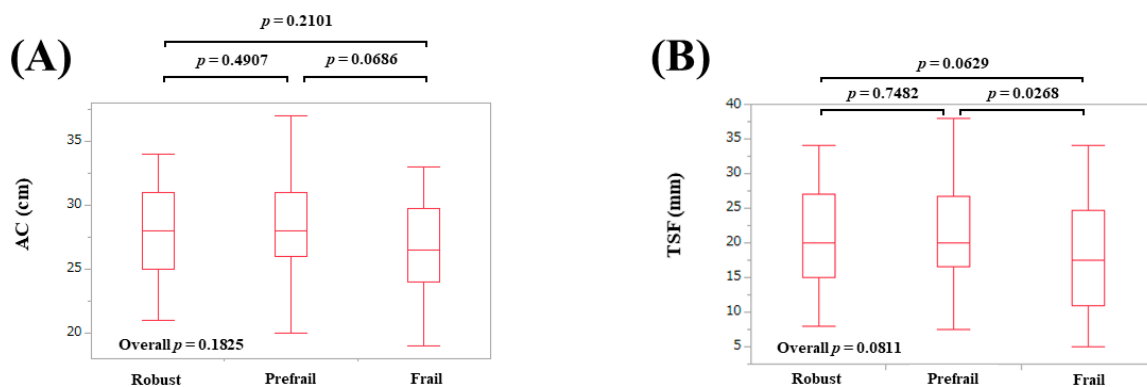 (A)
p = 0.2101
p = 0.4907
p = 0.0686
AC (cm)
35
30
25
20
Overall p = 0.1825
Robust
Prefrail
Frail
(B)
p = 0.0629
p = 0.7482
p = 0.0268
TSF (mm)
40
35
30
25
20
15
10
5
Overall p = 0.0811
Robust
Prefrail
Frail